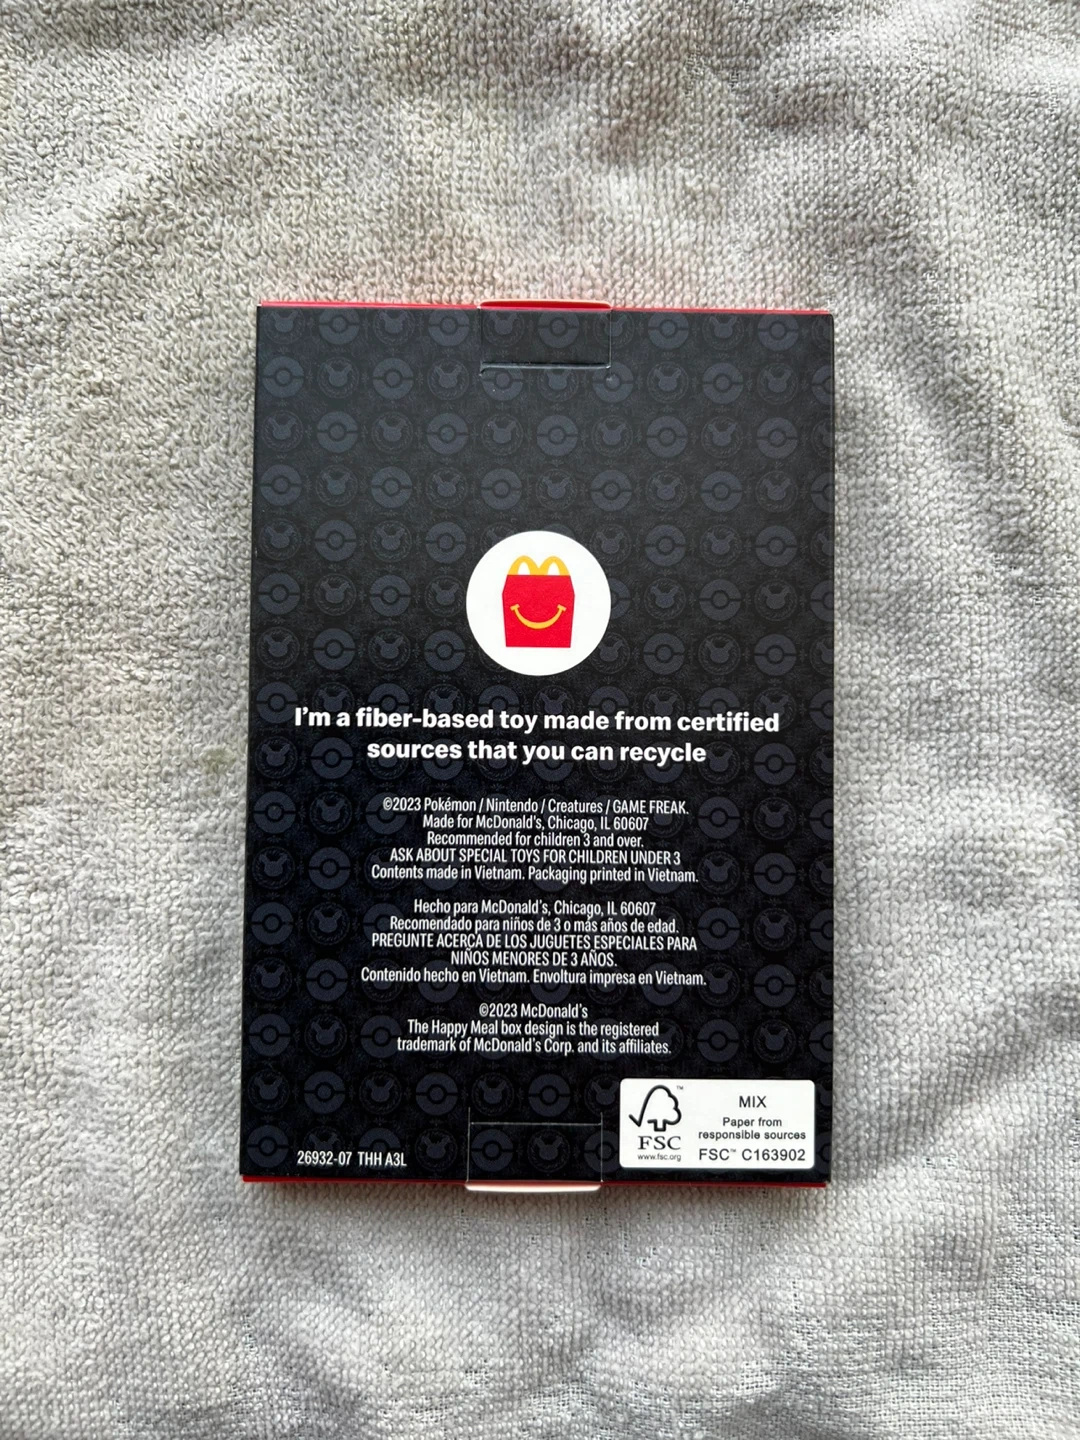 I'm a fiber-based toy made from certified
sources that you can recycle
©2023 Pokémon / Nintendo / Creatures / GAME FREAK.
Made for McDonald's, Chicago, IL 60607
Recommended for children 3 and over.
ASK ABOUT SPECIAL TOYS FOR CHILDREN UNDER 3
Contents made in Vietnam. Packaging printed in Vietnam.
Hecho para McDonald's, Chicago, IL 60607
Recomendado para niños de 3 o más años de edad.
PREGUNTE ACERCA DE LOS JUGUETES ESPECIALES PARA
NIÑOS MENORES DE 3 AÑOS.
Contenido hecho en Vietnam. Envoltura impresa en Vietnam.
©2023 McDonald's
The Happy Meal box design is the registered
trademark of McDonald's Corp. and its affiliates.
26932-07 THH A3L
™
FSC
www.fsc.org
MIX
Paper from
responsible sources
FSC™ C163902